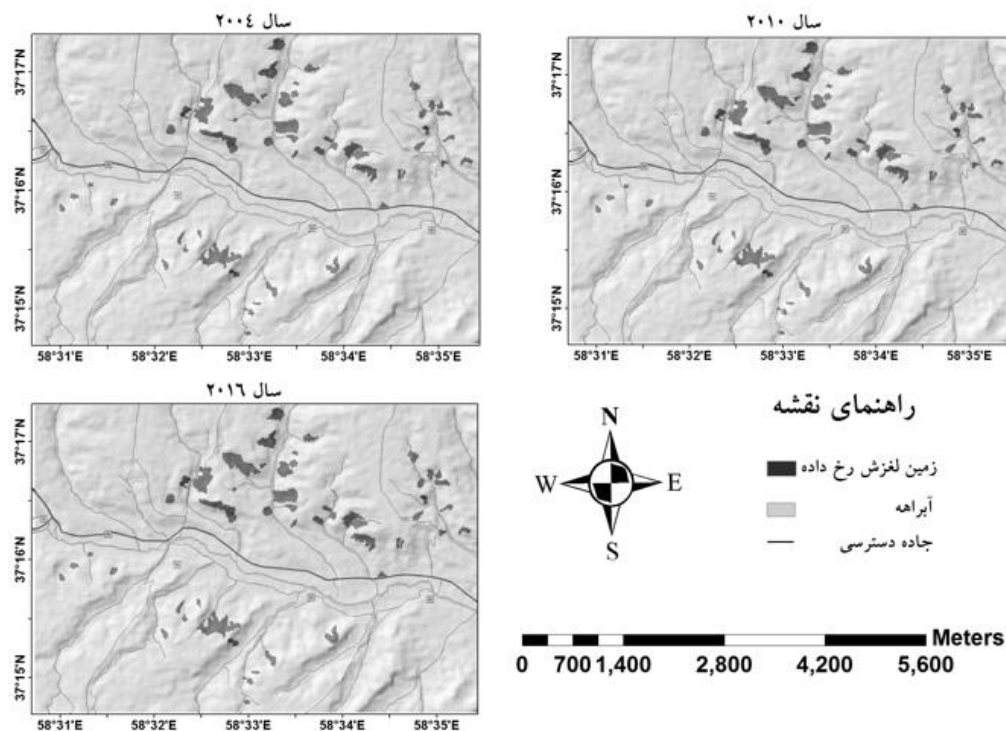 سال ٢٠٠٤
37°17'N
37°16'N
37°15'N
58°31'E 58°32'E 58°33'E 58°34'E 58°35'E
سال ٢٠١٠
37°17'N
37°16'N
37°15'N
58°31'E 58°32'E 58°33'E 58°34'E 58°35'E
سال ٢٠١٦
37°17'N
37°16'N
37°15'N
58°31'E 58°32'E 58°33'E 58°34'E 58°35'E
N
W E
S
راهنمای نقشه
زمین لغزش رخ داده
آبراهه
جاده دسترسی
Meters
0 700 1,400 2,800 4,200 5,600